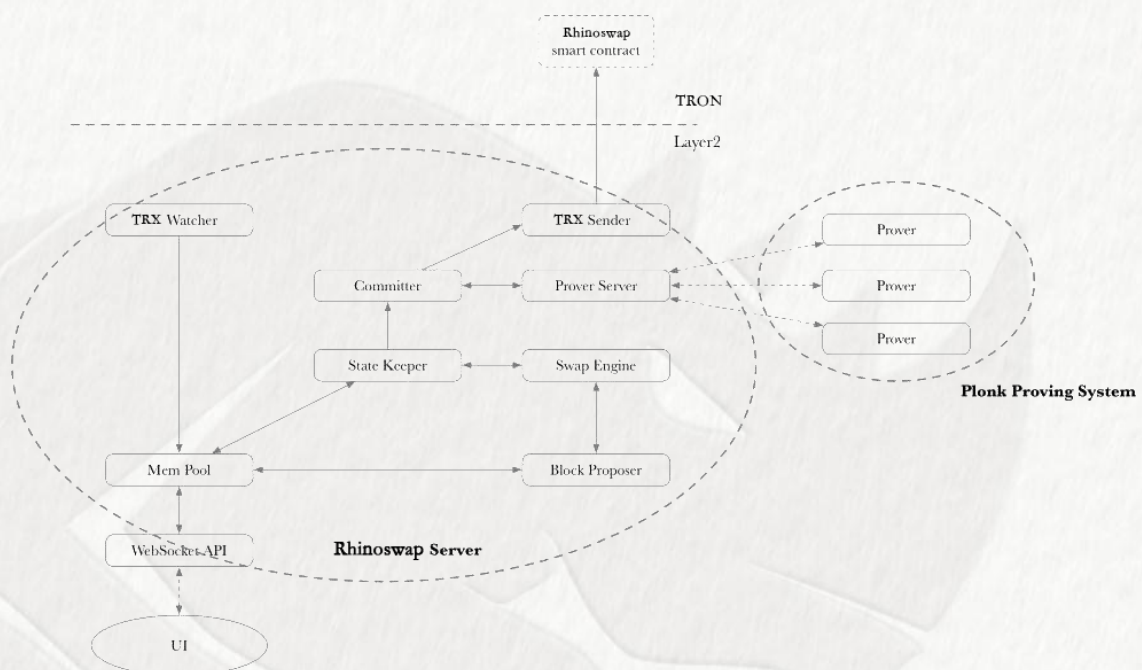 Rhinoswap
smart contract
TRON
Layer2
TRX Watcher
TRX Sender
Prover
Committer
Prover Server
Prover
Prover
State Keeper
Swap Engine
Plonk Proving System
Mem Pool
Block Proposer
WebSocket API
Rhinoswap Server
UI